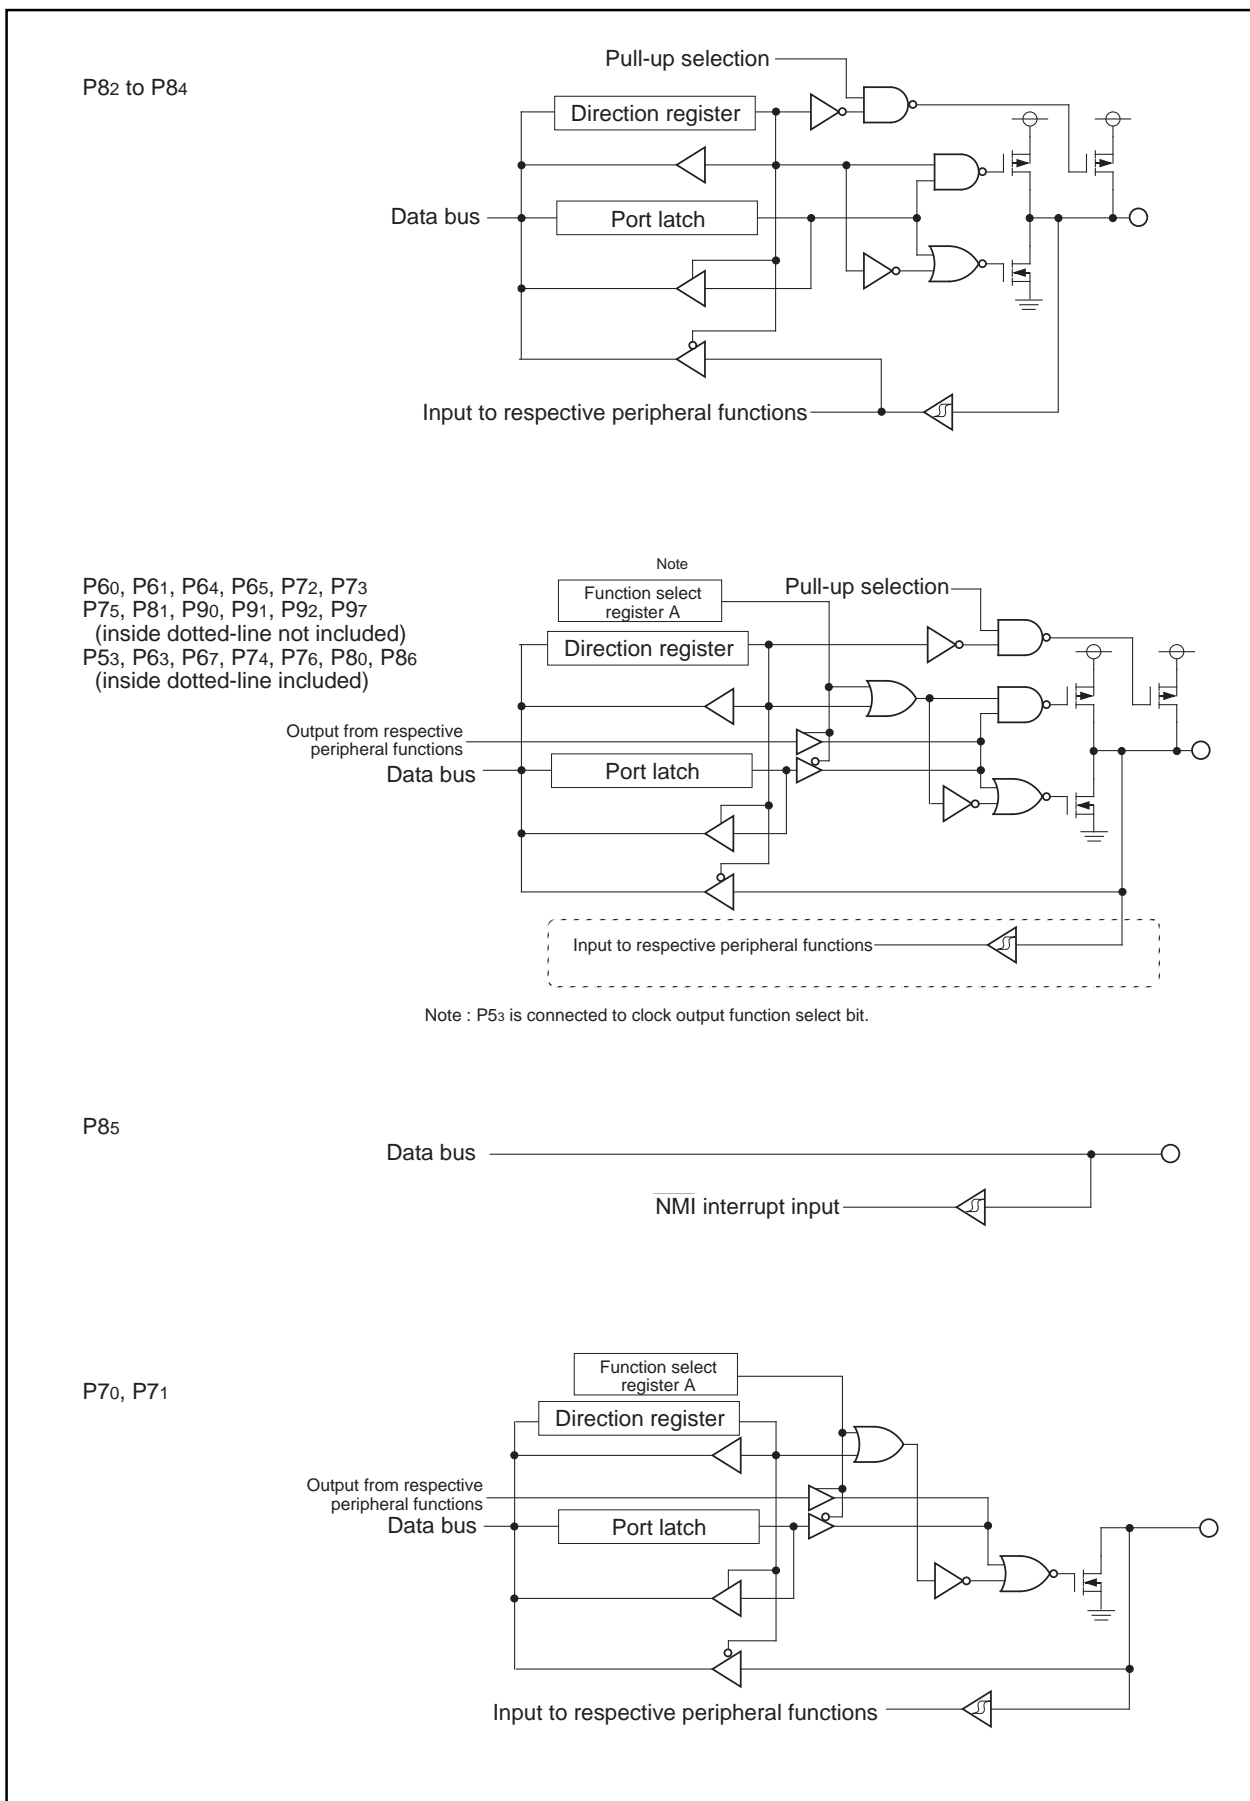 Pull-up selection
P82 to P84
Direction register
Data bus
Port latch
Input to respective peripheral functions
Note
P60, P61, P64, P65, P72, P73
P75, P81, P90, P91, P92, P97
(inside dotted-line not included)
P53, P63, P67, P74, P76, P80, P86
(inside dotted-line included)
Function select
register A
Pull-up selection
Direction register
Output from respective
peripheral functions
Data bus
Port latch
Input to respective peripheral functions
Note : P53 is connected to clock output function select bit.
P85
Data bus
NMI interrupt input
P70, P71
Function select
register A
Direction register
Output from respective
peripheral functions
Data bus
Port latch
Input to respective peripheral functions